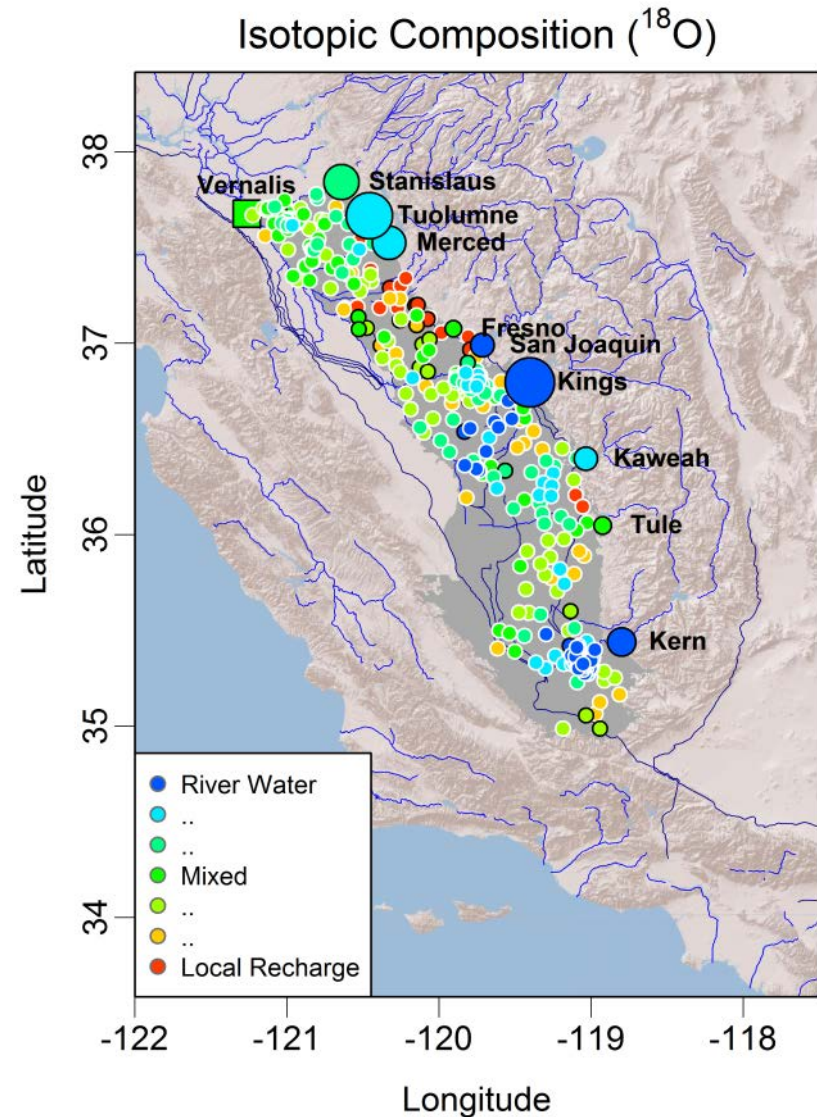 Isotopic Composition (¹⁸O)
38
37
36
35
34
Latitude
Vernalis
Stanislaus
Tuolumne
Merced
Fresno
San Joaquin
Kings
Kaweah
Tule
Kern
River Water
..
..
Mixed
..
..
Local Recharge
-122 -121 -120 -119 -118
Longitude